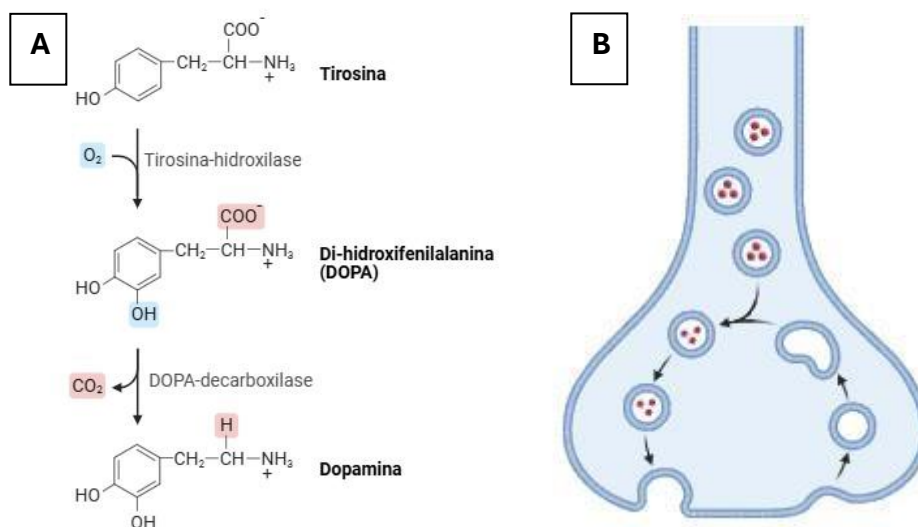 A
COO⁻
CH₂—CH—NH₃
+
HO
Tirosina
O₂
Tirosina-hidroxilase
COO⁻
CH₂—CH—NH₃
+
HO
OH
Di-hidroxifenilalanina
(DOPA)
CO₂
DOPA-decarboxilase
H
CH₂—CH—NH₃
+
HO
OH
Dopamina
B